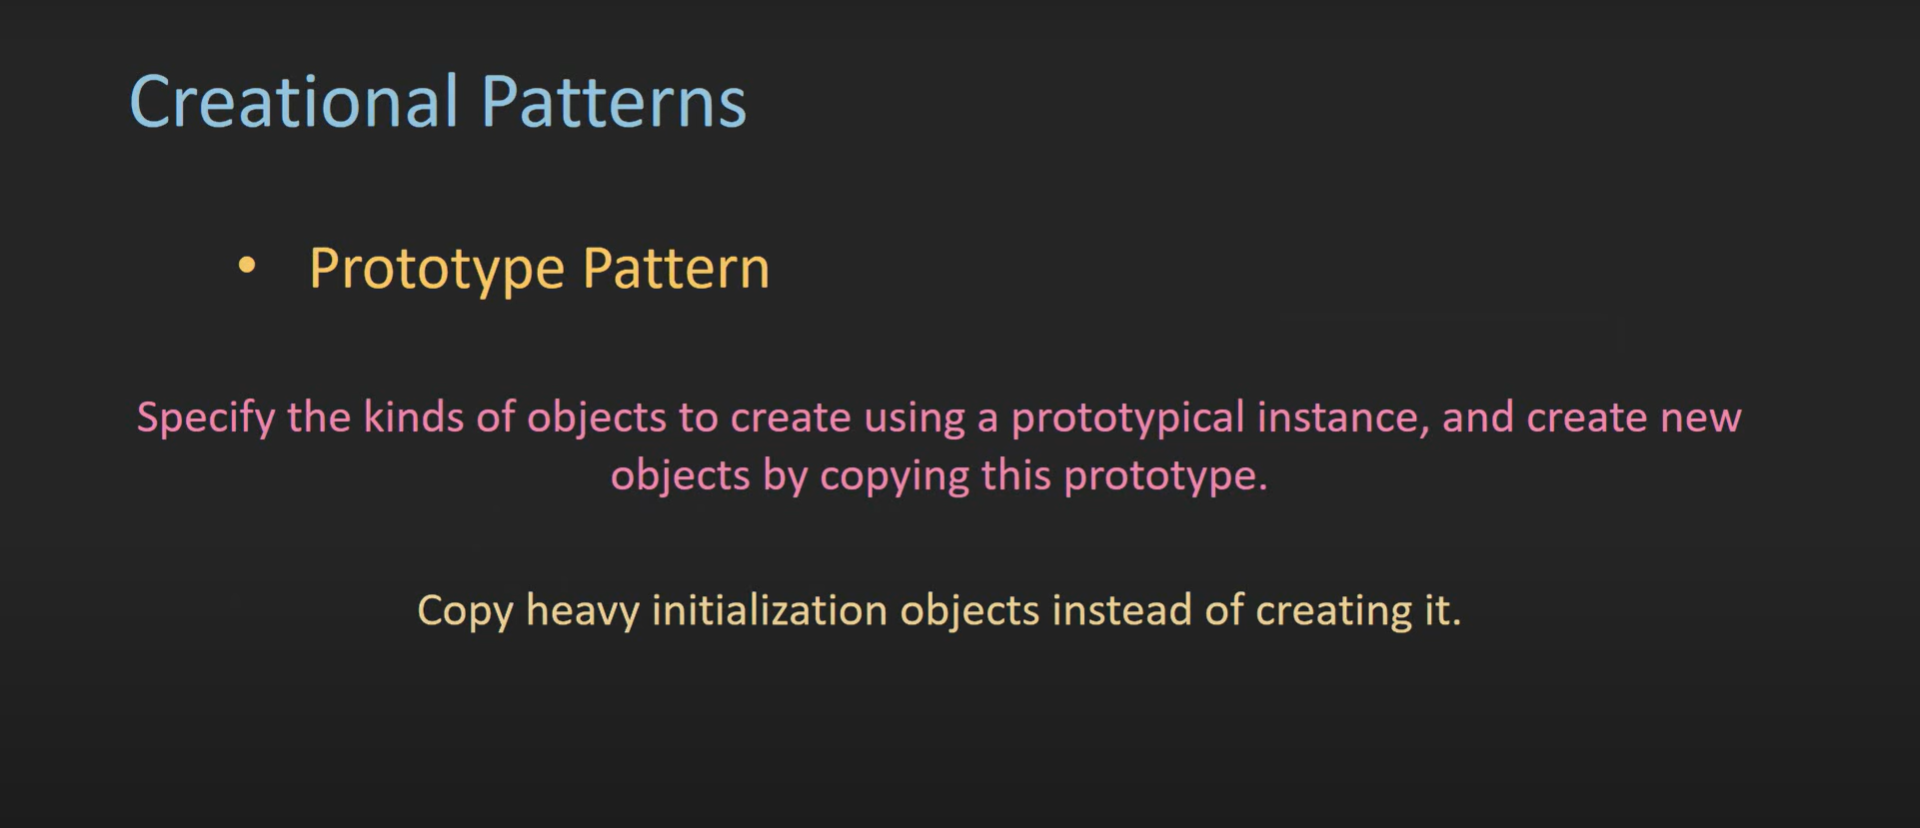 Creational Patterns
• Prototype Pattern
Specify the kinds of objects to create using a prototypical instance, and create new
objects by copying this prototype.
Copy heavy initialization objects instead of creating it.